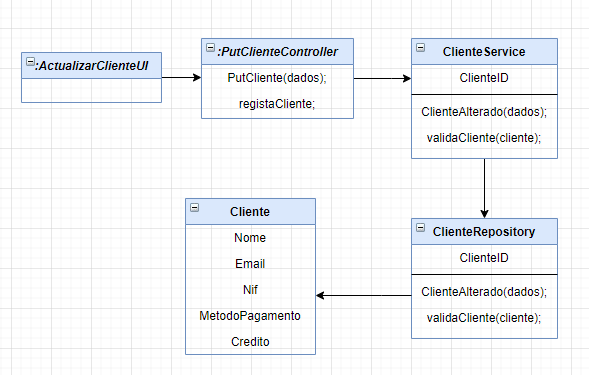 :ActualizarClienteUI
:PutClienteController
PutCliente(dados);
registaCliente;
ClienteService
ClienteID
ClienteAlterado(dados);
validaCliente(cliente);
Cliente
Nome
Email
Nif
MetodoPagamento
Credito
ClienteRepository
ClienteID
ClienteAlterado(dados);
validaCliente(cliente);